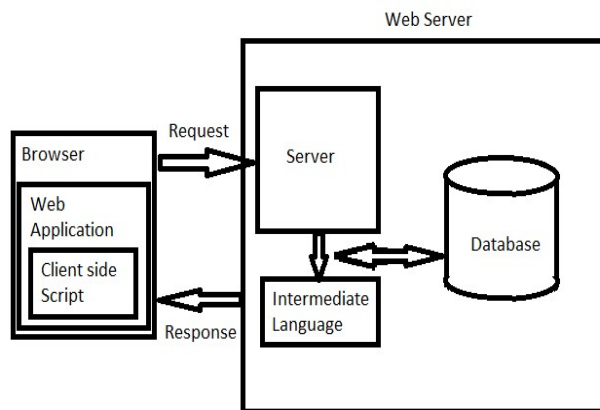 Web Server
Request
Server
Browser
Web
Application
Client side
Script
Database
Intermediate
Language
Response